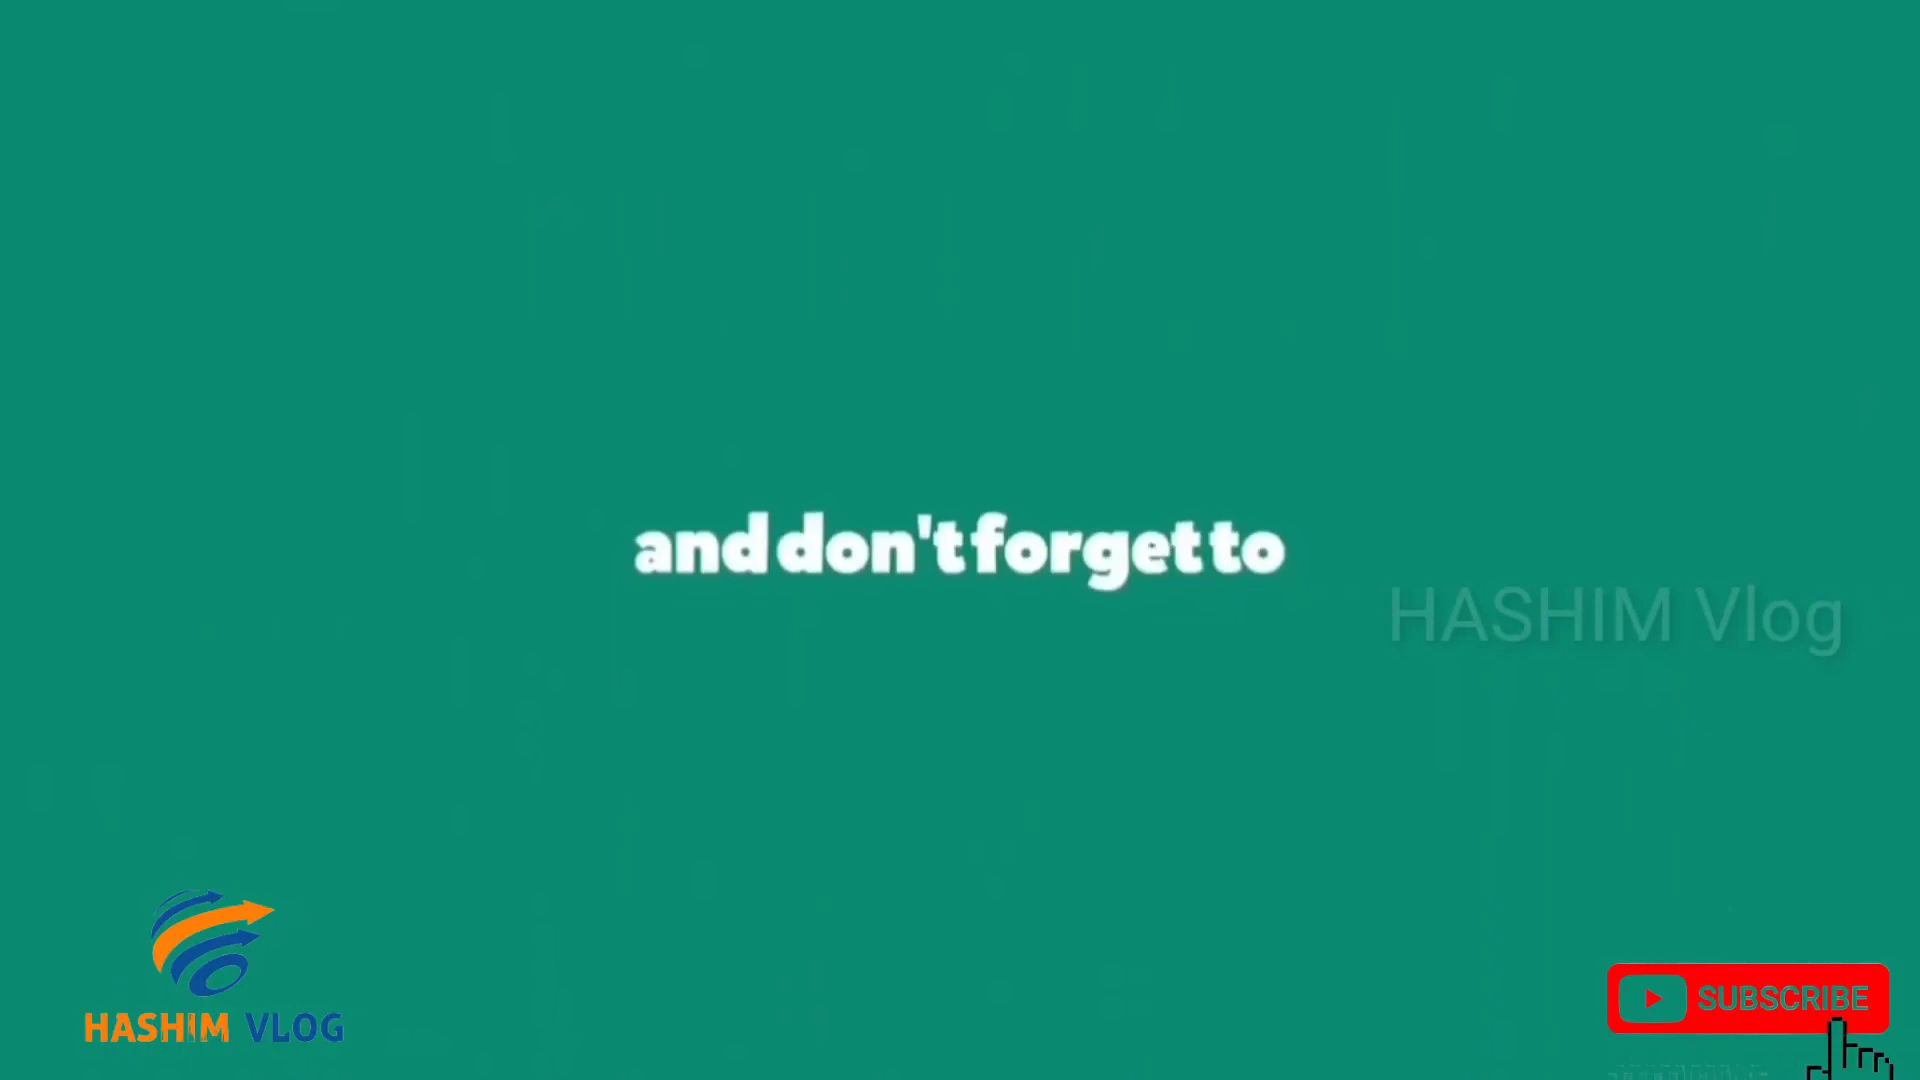 and don't forget to
HASHIM Vlog
HASHIM VLOG
SUBSCRIBE